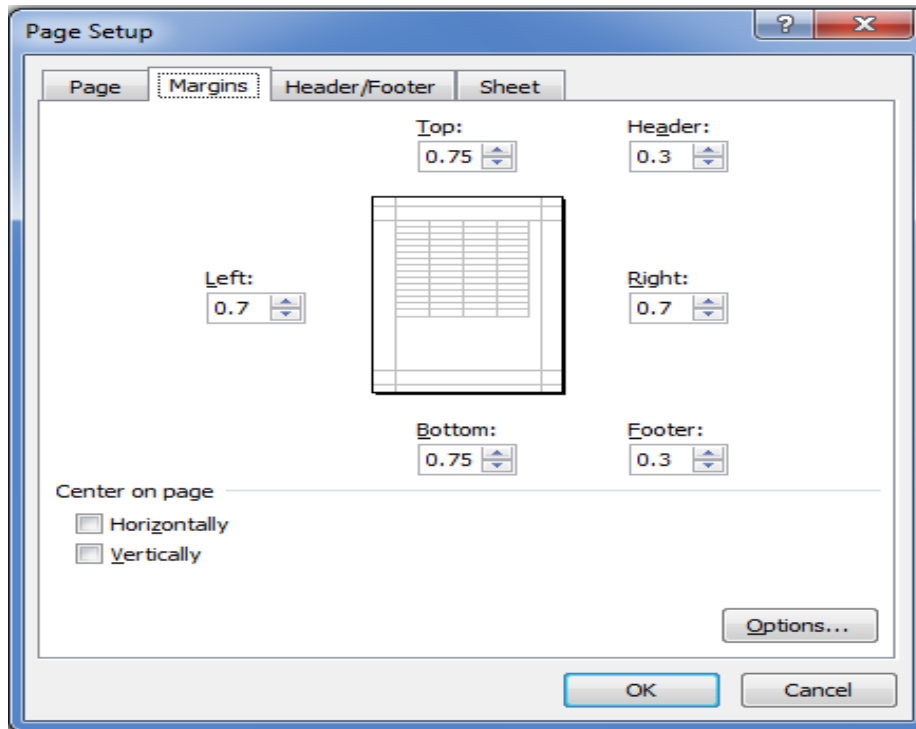 Page Setup
Page Margins Header/Footer Sheet
Top: Header:
0.75 0.3
Left: Right:
0.7 0.7
Bottom: Footer:
0.75 0.3
Center on page
Horizontally
Vertically
Options...
OK Cancel